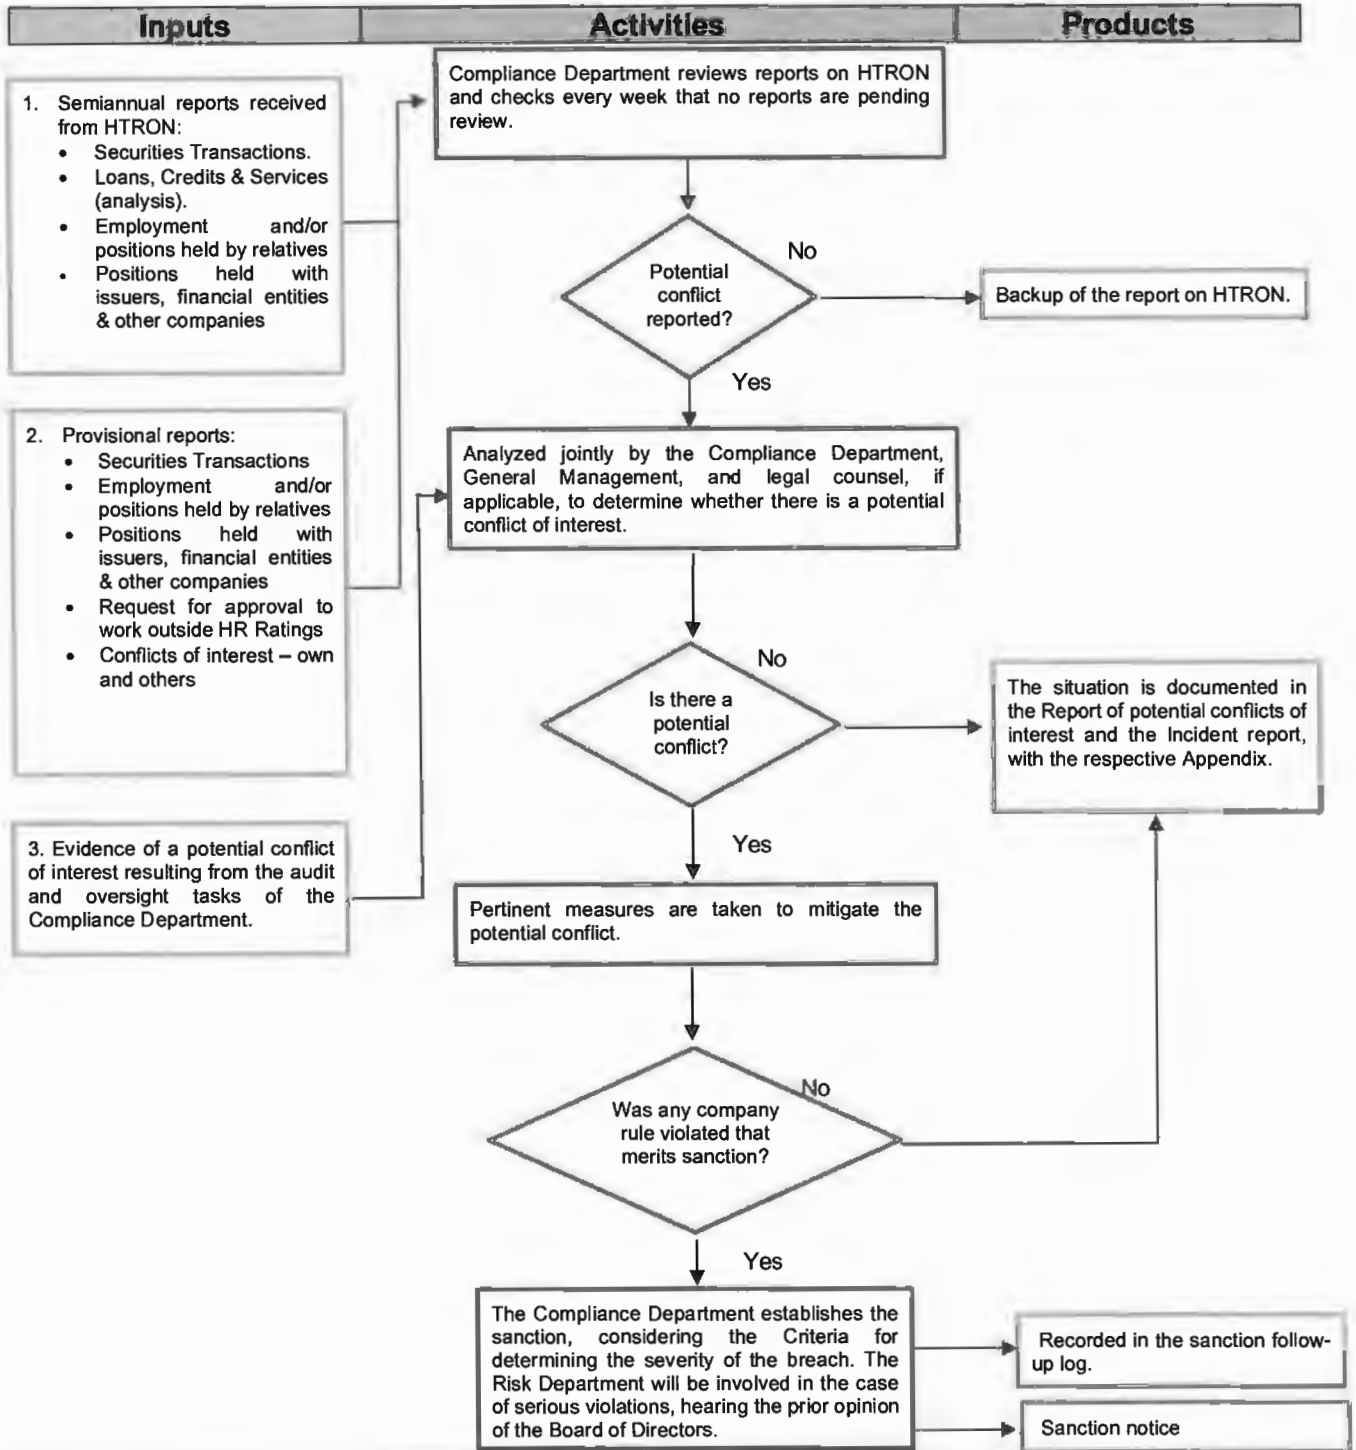 Inputs
Activities
Products
1. Semiannual reports received
from HTRON:
• Securities Transactions.
• Loans, Credits & Services
(analysis).
• Employment and/or
positions held by relatives
• Positions held with
issuers, financial entities
& other companies
2. Provisional reports:
• Securities Transactions
• Employment and/or
positions held by relatives
• Positions held with
issuers, financial entities
& other companies
• Request for approval to
work outside HR Ratings
• Conflicts of interest – own
and others
3. Evidence of a potential conflict
of interest resulting from the audit
and oversight tasks of the
Compliance Department.
Compliance Department reviews reports on HTRON
and checks every week that no reports are pending
review.
Potential
conflict
reported?
No
Backup of the report on HTRON.
Yes
Analyzed jointly by the Compliance Department,
General Management, and legal counsel, if
applicable, to determine whether there is a potential
conflict of interest.
Is there a
potential
conflict?
No
The situation is documented in
the Report of potential conflicts of
interest and the Incident report,
with the respective Appendix.
Yes
Pertinent measures are taken to mitigate the
potential conflict.
Was any company
rule violated that
merits sanction?
No
Yes
The Compliance Department establishes the
sanction, considering the Criteria for
determining the severity of the breach. The
Risk Department will be involved in the case
of serious violations, hearing the prior opinion
of the Board of Directors.
Recorded in the sanction follow-
up log.
Sanction notice